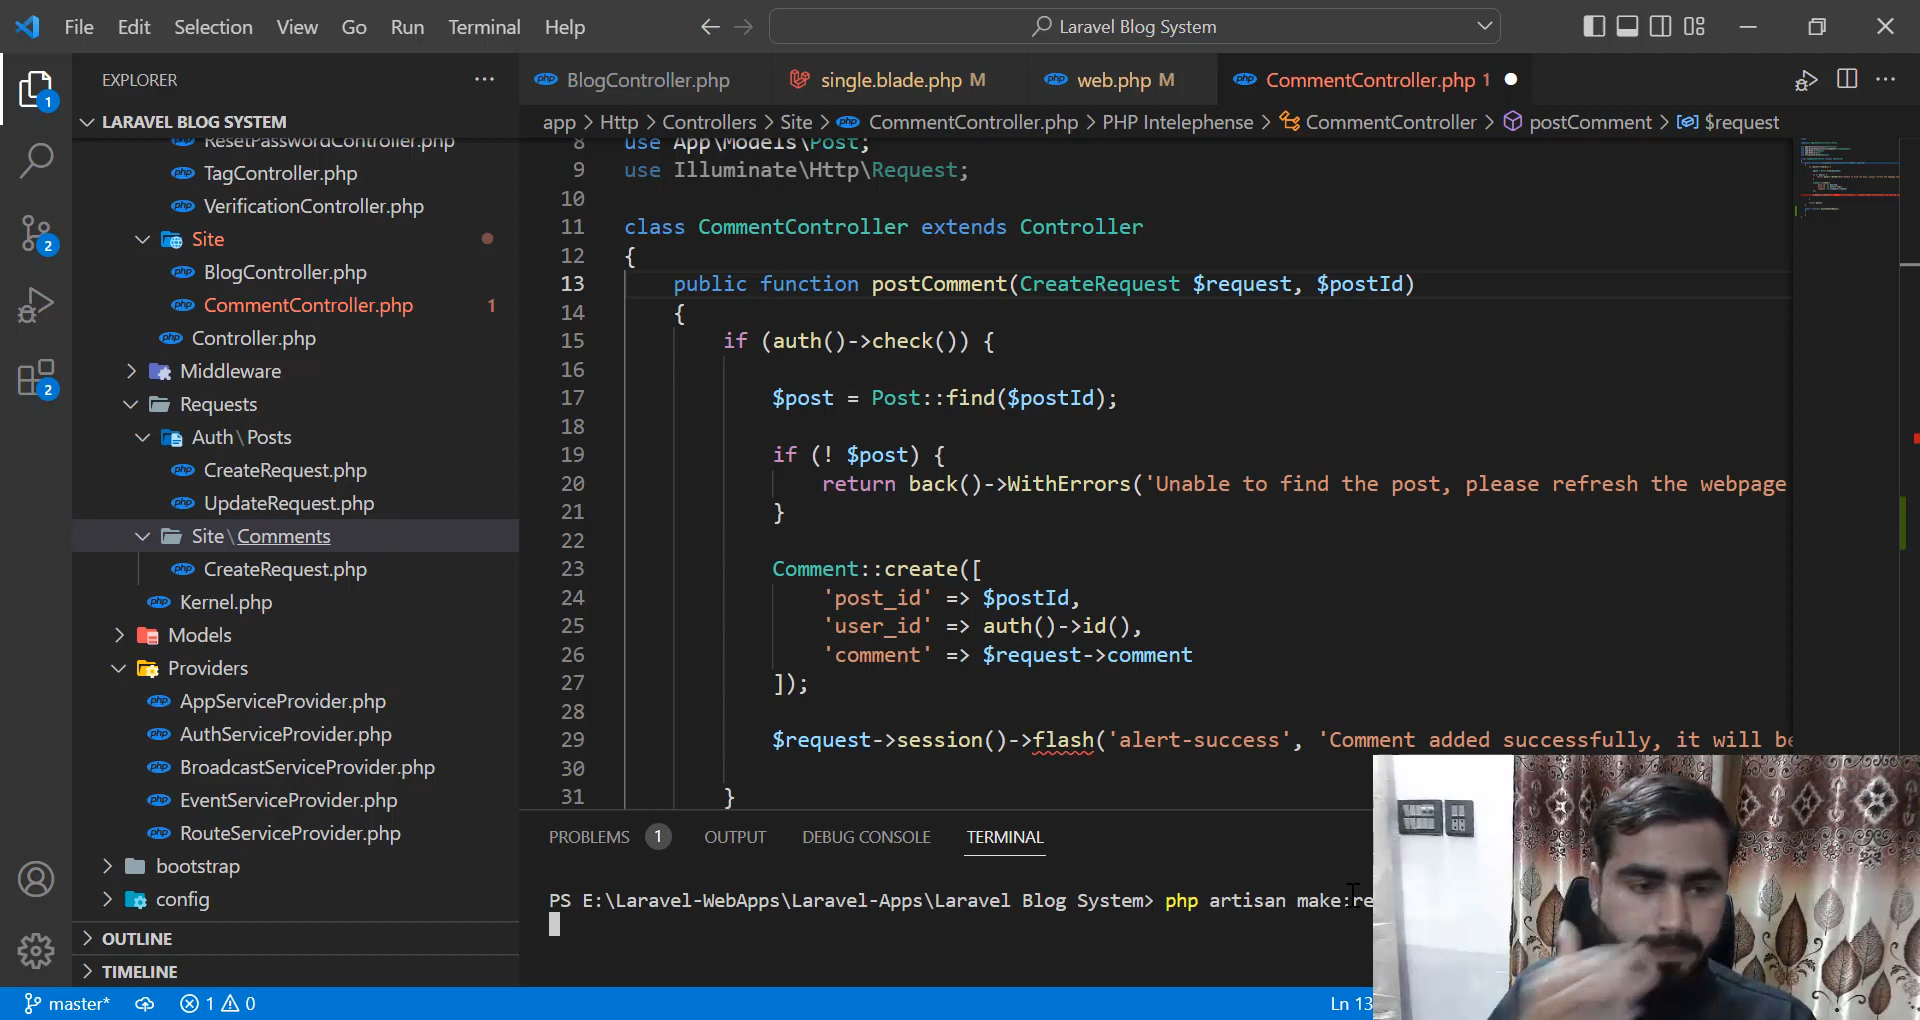 File Edit Selection View Go Run Terminal Help
Laravel Blog System
EXPLORER
LARAVEL BLOG SYSTEM
ResetPasswordController.php
TagController.php
VerificationController.php
Site
BlogController.php
CommentController.php 1
Controller.php
Middleware
Requests
Auth\Posts
CreateRequest.php
UpdateRequest.php
Site\Comments
CreateRequest.php
Kernel.php
Models
Providers
AppServiceProvider.php
AuthServiceProvider.php
BroadcastServiceProvider.php
EventServiceProvider.php
RouteServiceProvider.php
bootstrap
config
OUTLINE
TIMELINE
1
2
2
BlogController.php single.blade.php M web.php M CommentController.php 1
app > Http > Controllers > Site > CommentController.php > PHP Intelephense > CommentController > postComment > $request
8 use App\Models\Post;
9 use Illuminate\Http\Request;
10
11 class CommentController extends Controller
12 {
13 public function postComment(CreateRequest $request, $postId)
14 {
15 if (auth()->check()) {
16
17 $post = Post::find($postId);
18
19 if (! $post) {
20 return back()->WithErrors('Unable to find the post, please refresh the webpage
21 }
22
23 Comment::create([
24 'post_id' => $postId,
25 'user_id' => auth()->id(),
26 'comment' => $request->comment
27 ]);
28
29 $request->session()->flash('alert-success', 'Comment added successfully, it will be
30
31 }
PROBLEMS 1 OUTPUT DEBUG CONSOLE TERMINAL
PS E:\Laravel-WebApps\Laravel-Apps\Laravel Blog System> php artisan make:re
master* 1 0 Ln 13